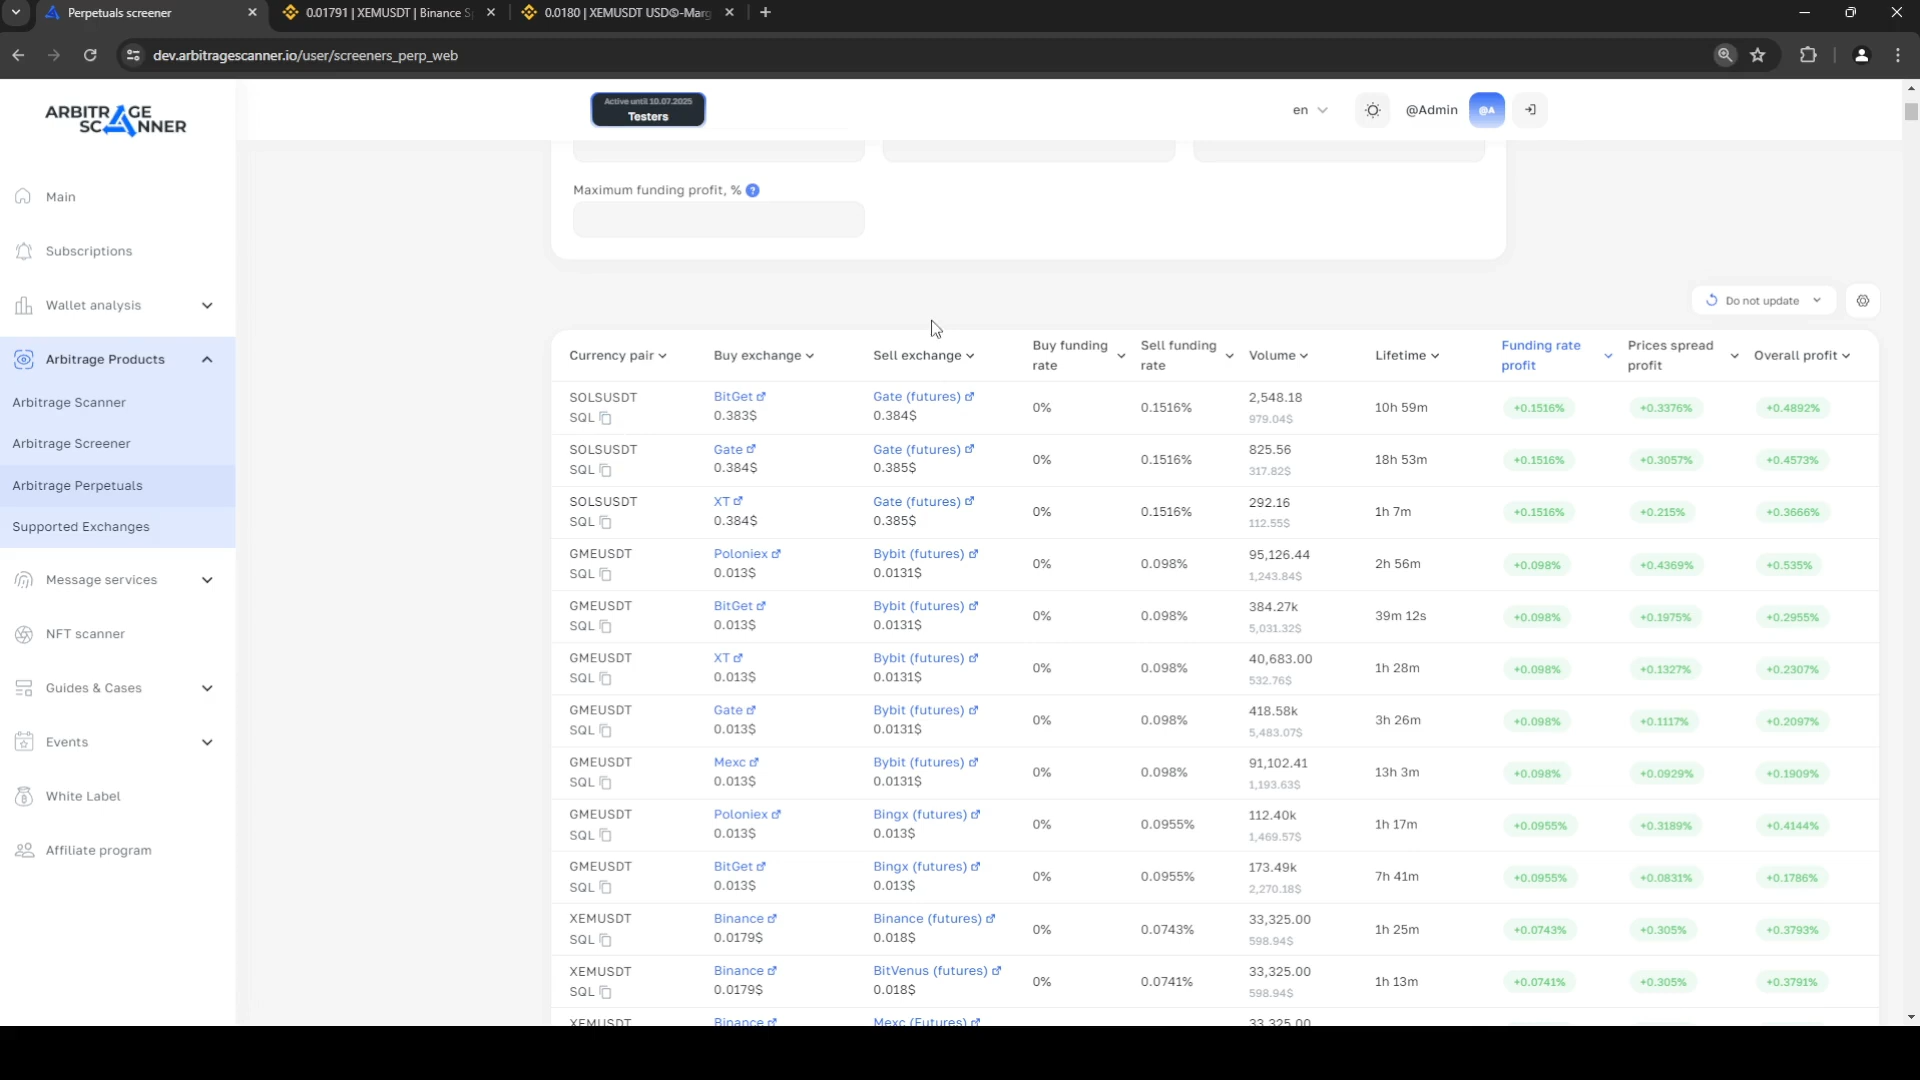 Perpetuals screener
0.01791 | XEMUSDT | Binance S
0.0180 | XEMUSDT USDⓈ-Marg
dev.arbitragescanner.io/user/screeners_perp_web
ARBITRAGE
SCANNER
Active until 10.07.2025
Testers
en
@Admin
@A
Main
Subscriptions
Wallet analysis
Arbitrage Products
Arbitrage Scanner
Arbitrage Screener
Arbitrage Perpetuals
Supported Exchanges
Message services
NFT scanner
Guides & Cases
Events
White Label
Affiliate program
Maximum funding profit, % ?
Do not update
Currency pair Buy exchange Sell exchange Buy funding rate Sell funding rate Volume Lifetime Funding rate profit Prices spread profit Overall profit
SOLSUSDT BitGet Gate (futures) 0% 0.1516% 2,548.18 10h 59m +0.1516% +0.3376% +0.4892%
SQL 0.383$ 0.384$ 979.04$
SOLSUSDT Gate Gate (futures) 0% 0.1516% 825.56 18h 53m +0.1516% +0.3057% +0.4573%
SQL 0.384$ 0.385$ 317.82$
SOLSUSDT XT Gate (futures) 0% 0.1516% 292.16 1h 7m +0.1516% +0.215% +0.3666%
SQL 0.384$ 0.385$ 112.55$
GMEUSDT Poloniex Bybit (futures) 0% 0.098% 95,126.44 2h 56m +0.098% +0.4369% +0.535%
SQL 0.013$ 0.0131$ 1,243.84$
GMEUSDT BitGet Bybit (futures) 0% 0.098% 384.27k 39m 12s +0.098% +0.1975% +0.2955%
SQL 0.013$ 0.0131$ 5,031.32$
GMEUSDT XT Bybit (futures) 0% 0.098% 40,683.00 1h 28m +0.098% +0.1327% +0.2307%
SQL 0.013$ 0.0131$ 532.76$
GMEUSDT Gate Bybit (futures) 0% 0.098% 418.58k 3h 26m +0.098% +0.1117% +0.2097%
SQL 0.013$ 0.0131$ 5,483.07$
GMEUSDT Mexc Bybit (futures) 0% 0.098% 91,102.41 13h 3m +0.098% +0.0929% +0.1909%
SQL 0.013$ 0.0131$ 1,193.63$
GMEUSDT Poloniex Bingx (futures) 0% 0.0955% 112.40k 1h 17m +0.0955% +0.3189% +0.4144%
SQL 0.013$ 0.013$ 1,469.57$
GMEUSDT BitGet Bingx (futures) 0% 0.0955% 173.49k 7h 41m +0.0955% +0.0831% +0.1786%
SQL 0.013$ 0.013$ 2,270.18$
XEMUSDT Binance Binance (futures) 0% 0.0743% 33,325.00 1h 25m +0.0743% +0.305% +0.3793%
SQL 0.0179$ 0.018$ 598.94$
XEMUSDT Binance BitVenus (futures) 0% 0.0741% 33,325.00 1h 13m +0.0741% +0.305% +0.3791%
SQL 0.0179$ 0.018$ 598.94$
XEMUSDT Binance Mexc (Futures) 33,325.00